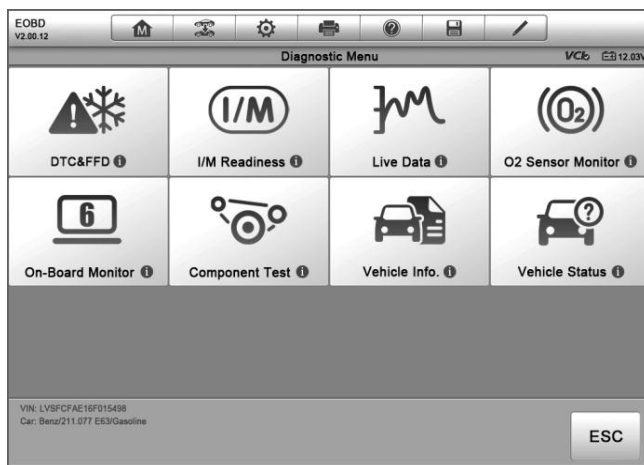 EOBD
V2.00.12
M
Diagnostic Menu
VCI
12.03V
I/M
O2
DTC&FFD
I/M Readiness
Live Data
O2 Sensor Monitor
6
?
On-Board Monitor
Component Test
Vehicle Info.
Vehicle Status
VIN: LVSFCFAE16F015498
Car: Benz/211.077 E63/Gasoline
ESC